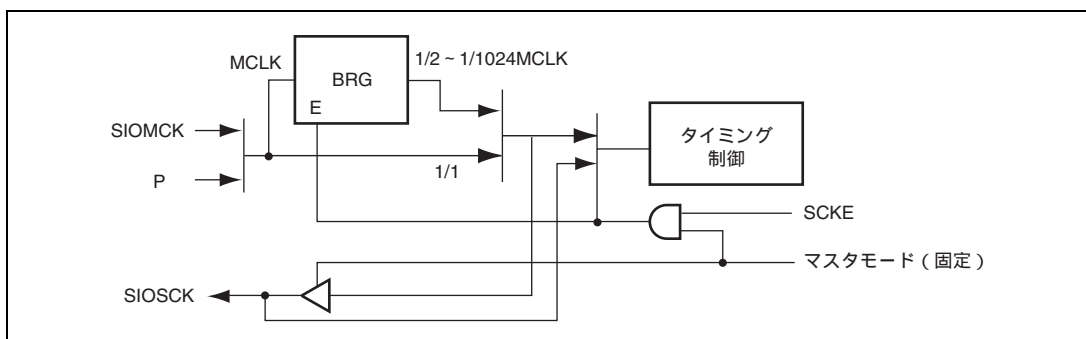 MCLK
BRG
1/2 ~ 1/1024MCLK
E
SIOMCK
P
1/1
タイミング
制御
SCKE
マスタモード(固定)
SIOSCK